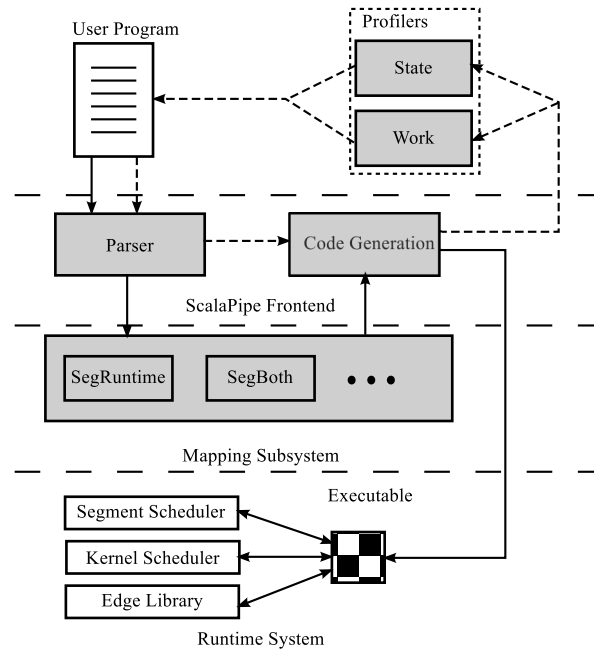 User Program
Profilers
State
Work
Parser
Code Generation
ScalaPipe Frontend
SegRuntime
SegBoth
Mapping Subsystem
Executable
Segment Scheduler
Kernel Scheduler
Edge Library
Runtime System